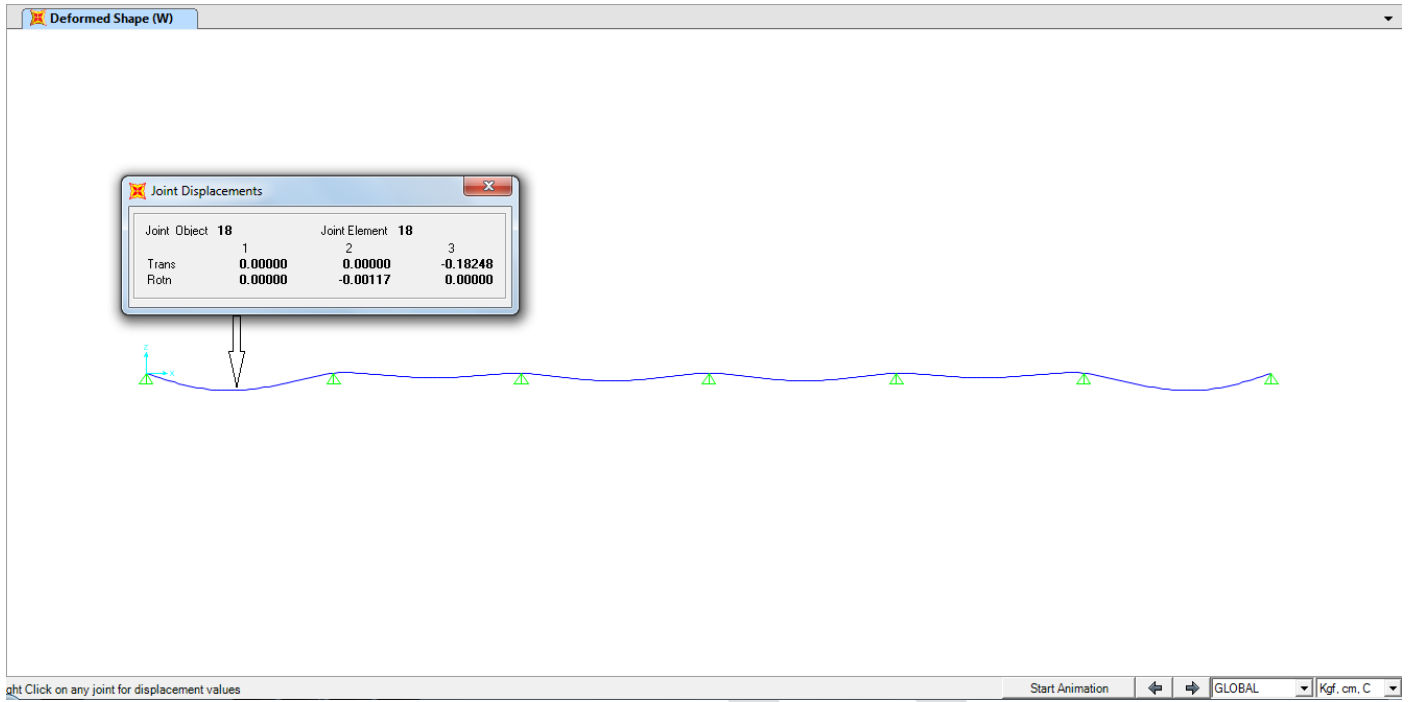 Deformed Shape (W)
Joint Displacements
Joint Object 18 Joint Element 18
1 2 3
Trans 0.00000 0.00000 -0.18248
Rotn 0.00000 -0.00117 0.00000
z
x
ght Click on any joint for displacement values
Start Animation
GLOBAL
Kgf, cm, C